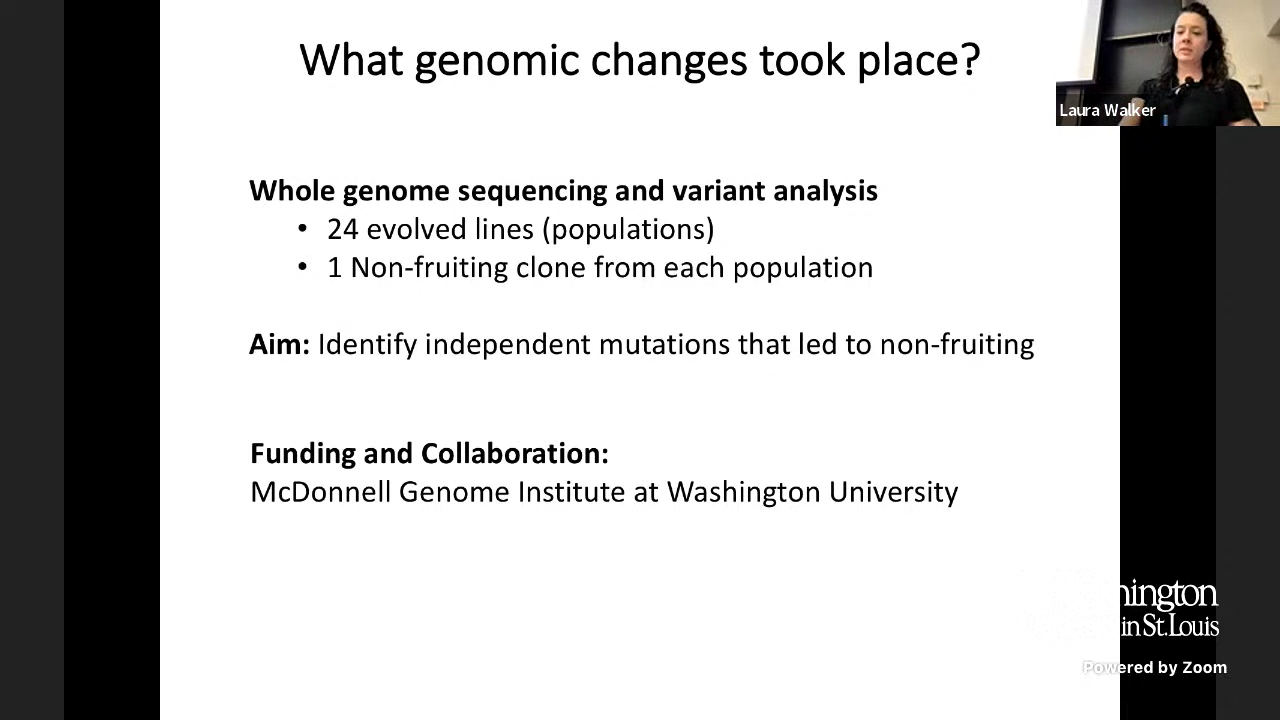 What genomic changes took place?
Laura Walker
Whole genome sequencing and variant analysis
• 24 evolved lines (populations)
• 1 Non-fruiting clone from each population
Aim: Identify independent mutations that led to non-fruiting
Funding and Collaboration:
McDonnell Genome Institute at Washington University
in St. Louis
Powered by Zoom